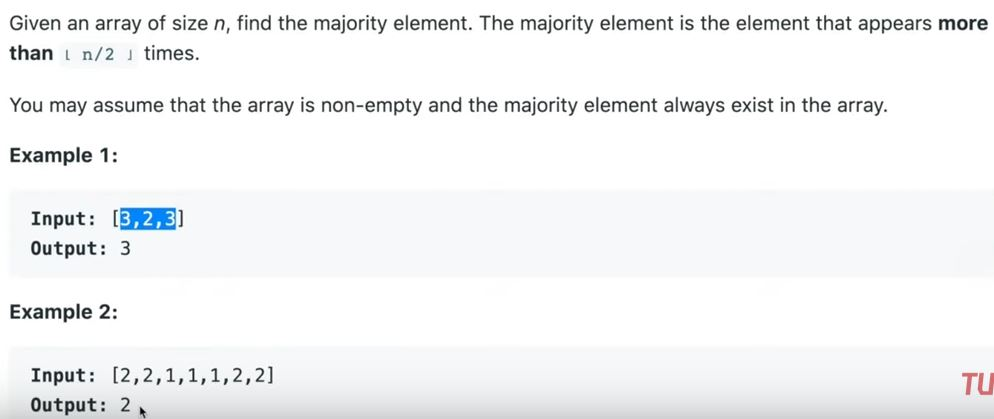 Given an array of size n, find the majority element. The majority element is the element that appears more
than ⌊ n/2 ⌋ times.
You may assume that the array is non-empty and the majority element always exist in the array.
Example 1:
Input: [3,2,3]
Output: 3
Example 2:
Input: [2,2,1,1,1,2,2]
Output: 2
TU